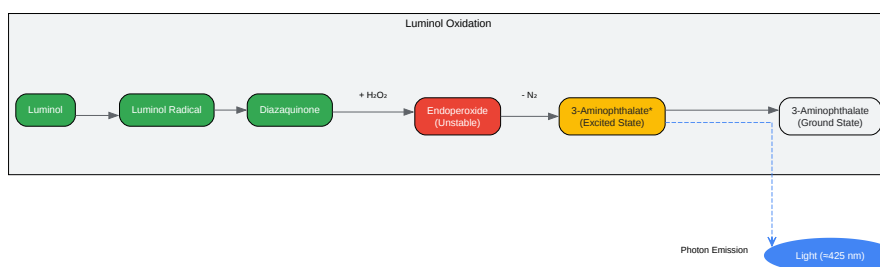 Luminol Oxidation
Luminol
Luminol Radical
Diazaquinone
+ H₂O₂
Endoperoxide
(Unstable)
- N₂
3-Aminophthalate*
(Excited State)
3-Aminophthalate
(Ground State)
Photon Emission
Light (≈425 nm)